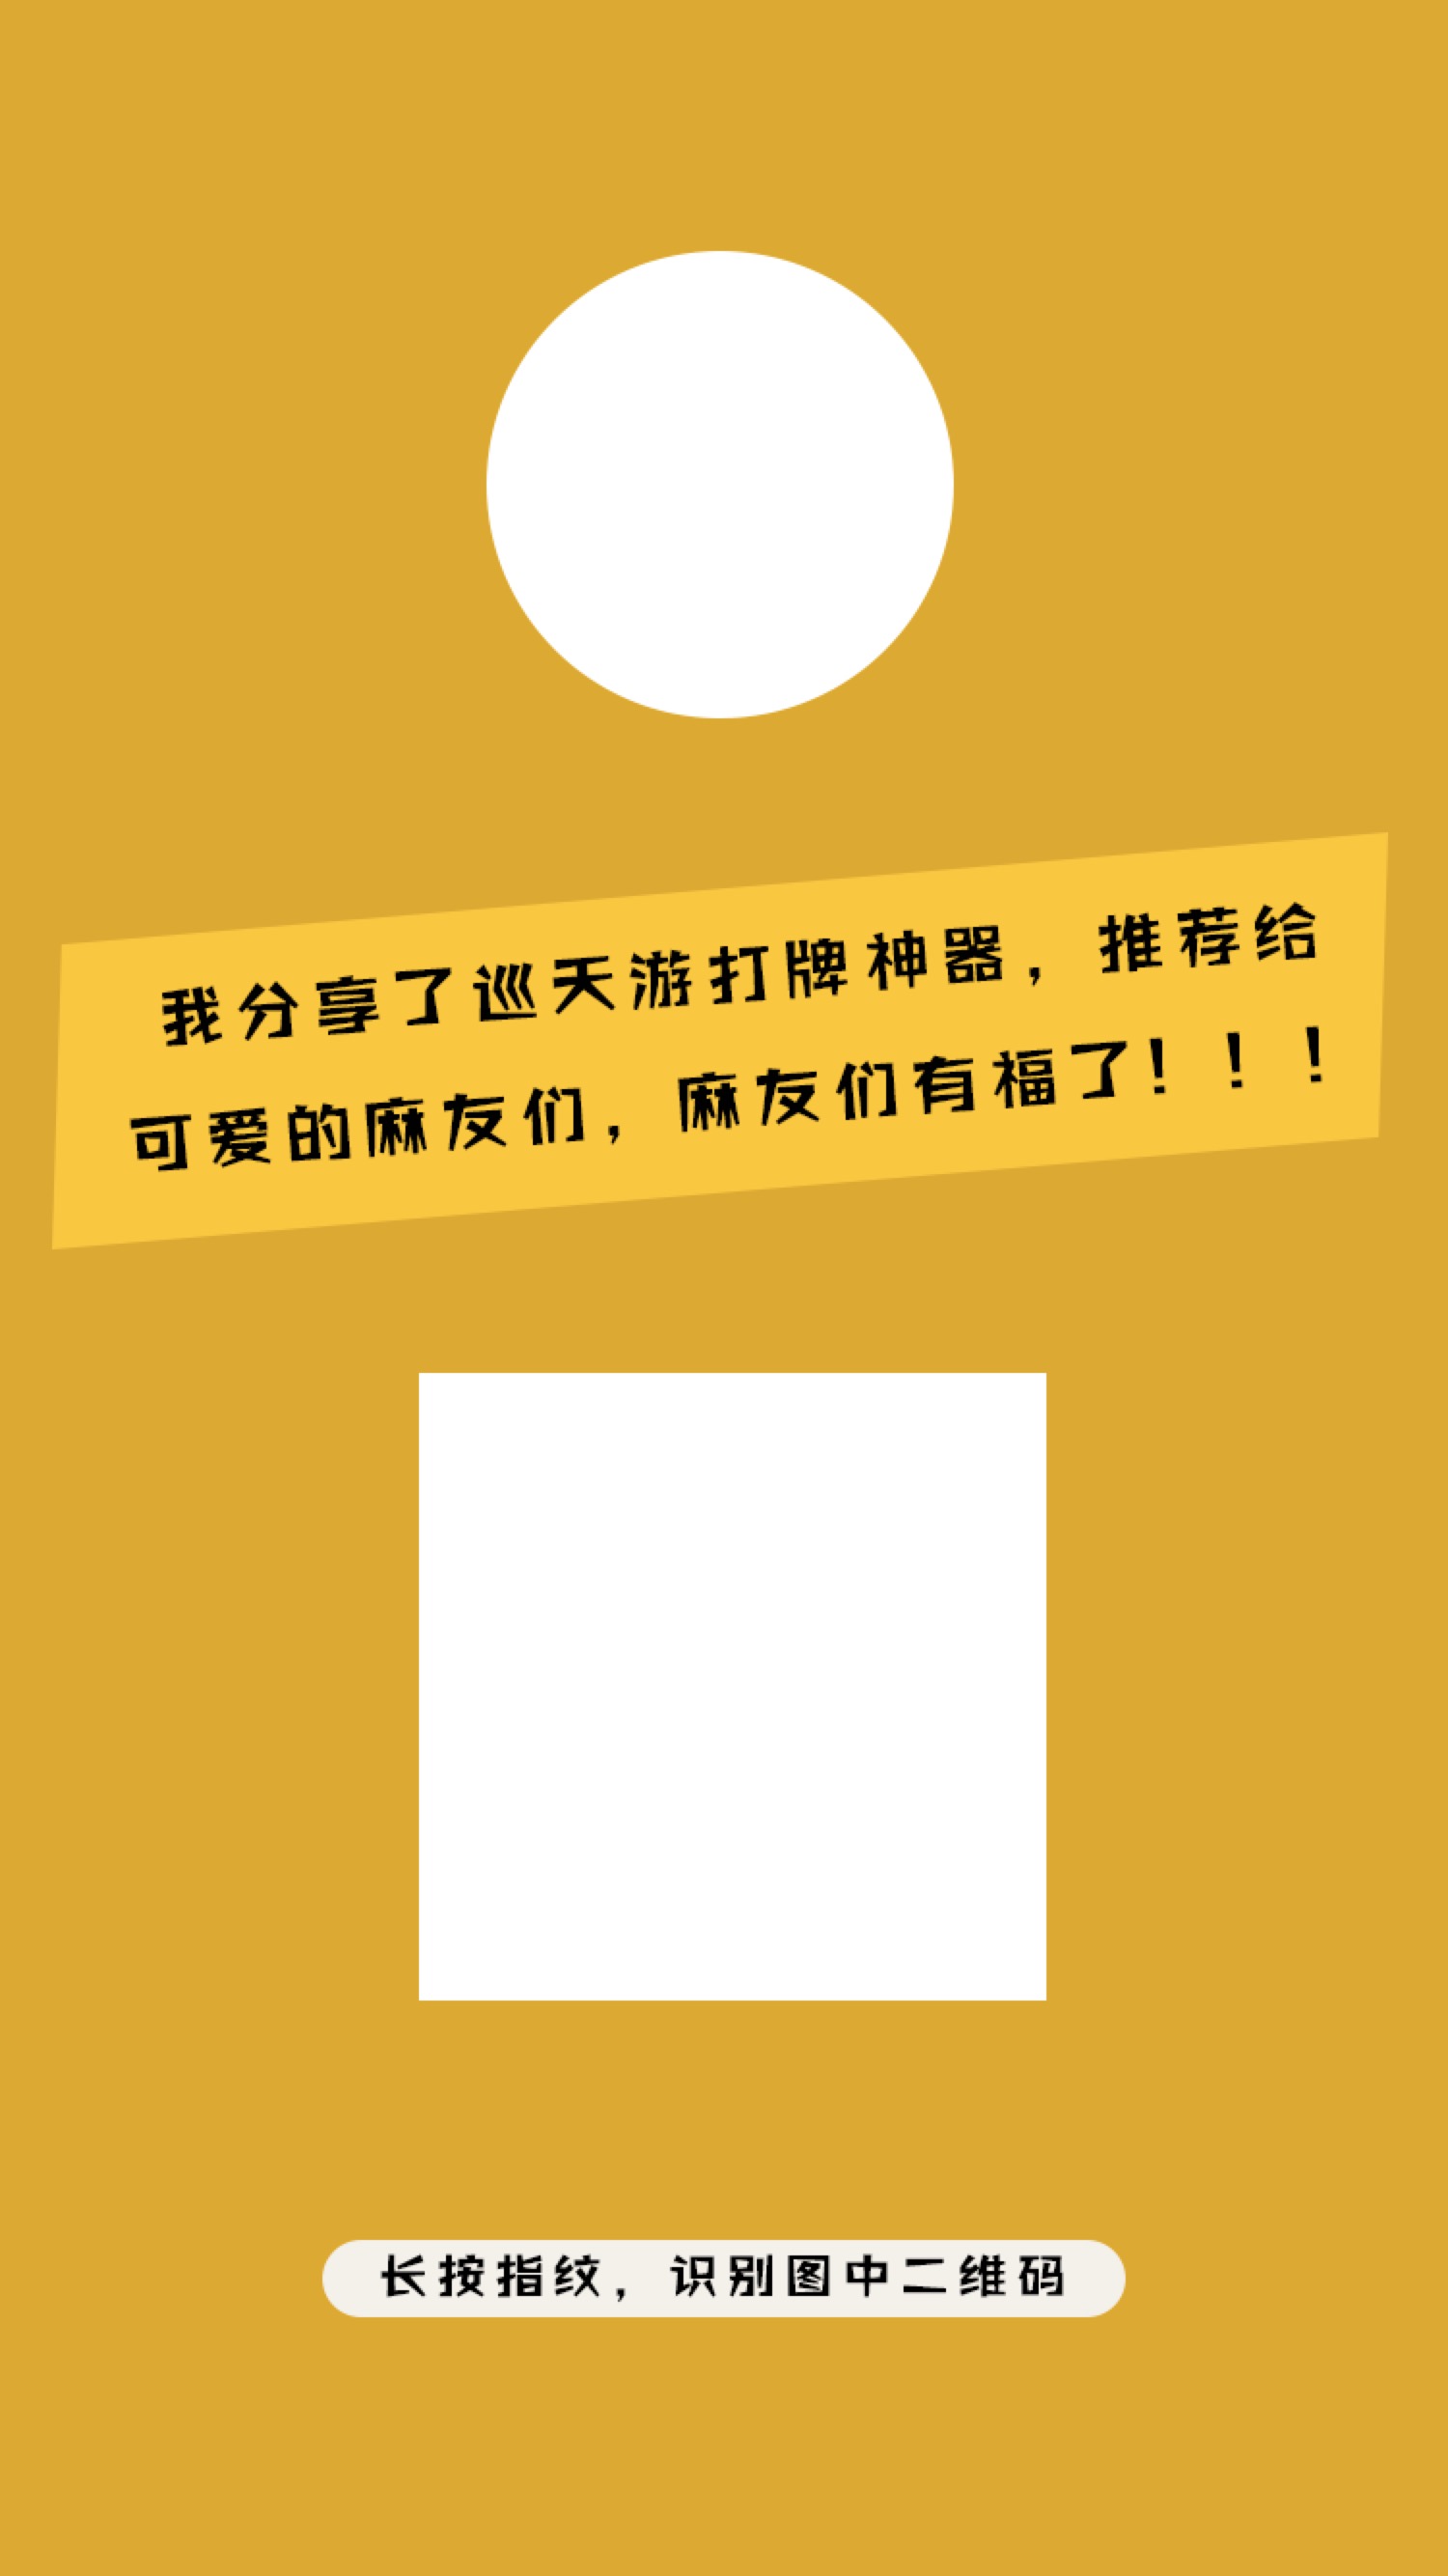 我分享了巡天游打牌神器，推荐给
可爱的麻友们，麻友们有福了！！！
长按指纹，识别图中二维码